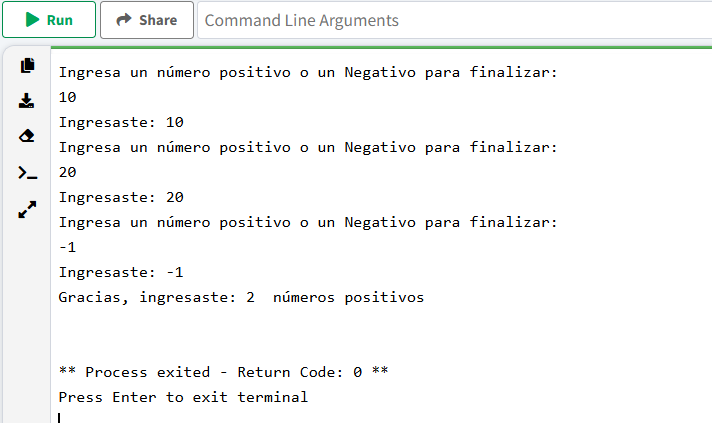 Run Share Command Line Arguments
Ingresa un número positivo o un Negativo para finalizar:
10
Ingresaste: 10
Ingresa un número positivo o un Negativo para finalizar:
20
Ingresaste: 20
Ingresa un número positivo o un Negativo para finalizar:
-1
Ingresaste: -1
Gracias, ingresaste: 2  números positivos
** Process exited - Return Code: 0 **
Press Enter to exit terminal